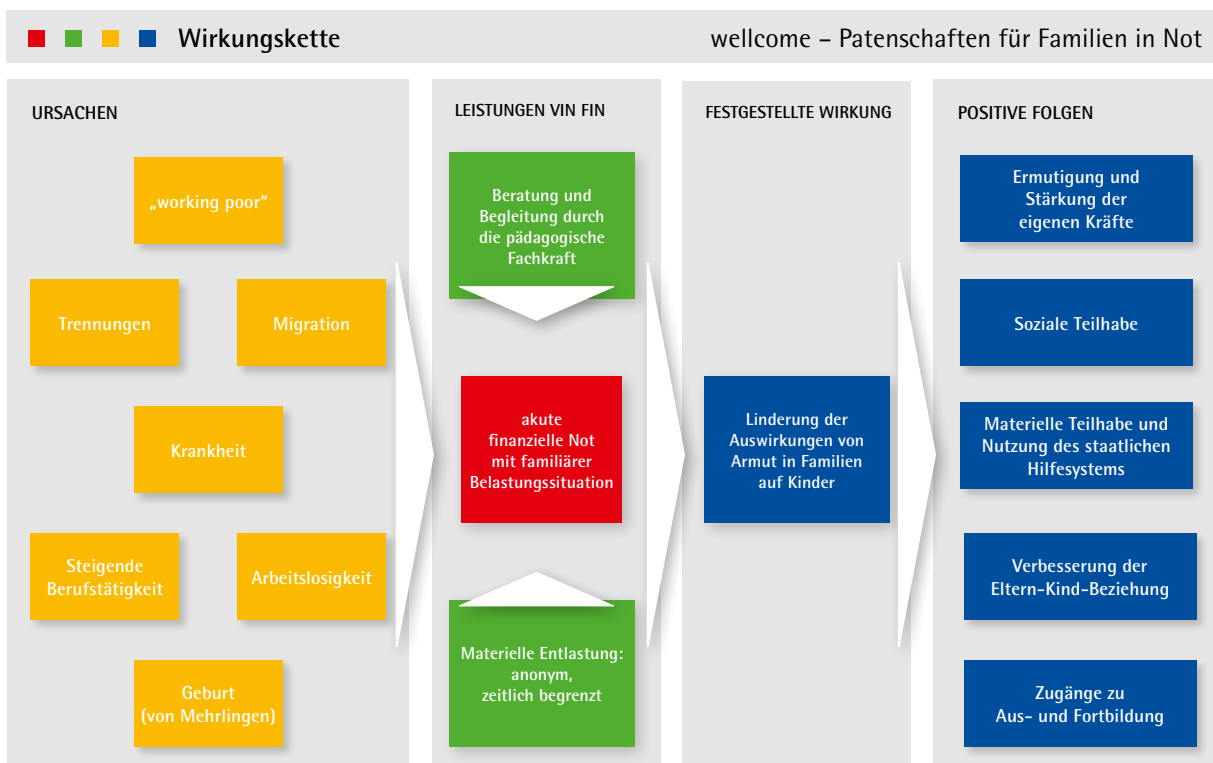 Wirkungskette
wellcome – Patenschaften für Familien in Not
URSACHEN
„working poor“
Trennungen
Migration
Krankheit
Steigende
Berufstätigkeit
Arbeitslosigkeit
Geburt
(von Mehrlingen)
LEISTUNGEN VIN FIN
Beratung und
Begleitung durch
die pädagogische
Fachkraft
akute
finanzielle Not
mit familiärer
Belastungssituation
Materielle Entlastung:
anonym,
zeitlich begrenzt
FESTGESTELLTE WIRKUNG
Linderung der
Auswirkungen von
Armut in Familien
auf Kinder
POSITIVE FOLGEN
Ermutigung und
Stärkung der
eigenen Kräfte
Soziale Teilhabe
Materielle Teilhabe und
Nutzung des staatlichen
Hilfesystems
Verbesserung der
Eltern-Kind-Beziehung
Zugänge zu
Aus- und Fortbildung